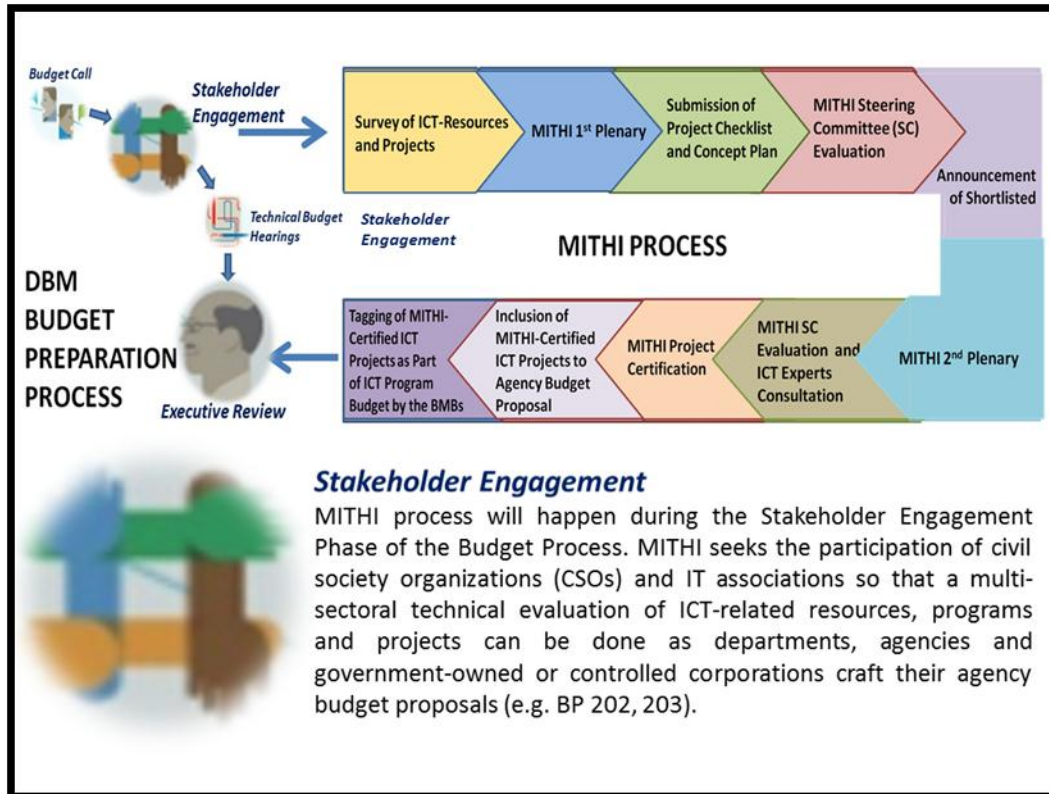 Budget Call
Stakeholder
Engagement
Survey of ICT-Resources
and Projects
MITHI 1st Plenary
Submission of
Project Checklist
and Concept Plan
MITHI Steering
Committee (SC)
Evaluation
Announcement
of Shortlisted
Technical Budget
Hearings
Stakeholder
Engagement
MITHI PROCESS
DBM
BUDGET
PREPARATION
PROCESS
Executive Review
Tagging of MITHI-
Certified ICT
Projects as Part
of ICT Program
Budget by the BMBs
Inclusion of
MITHI-Certified
ICT Projects to
Agency Budget
Proposal
MITHI Project
Certification
MITHI SC
Evaluation and
ICT Experts
Consultation
MITHI 2nd Plenary
Stakeholder Engagement
MITHI process will happen during the Stakeholder Engagement
Phase of the Budget Process. MITHI seeks the participation of civil
society organizations (CSOs) and IT associations so that a multi-
sectoral technical evaluation of ICT-related resources, programs
and projects can be done as departments, agencies and
government-owned or controlled corporations craft their agency
budget proposals (e.g. BP 202, 203).